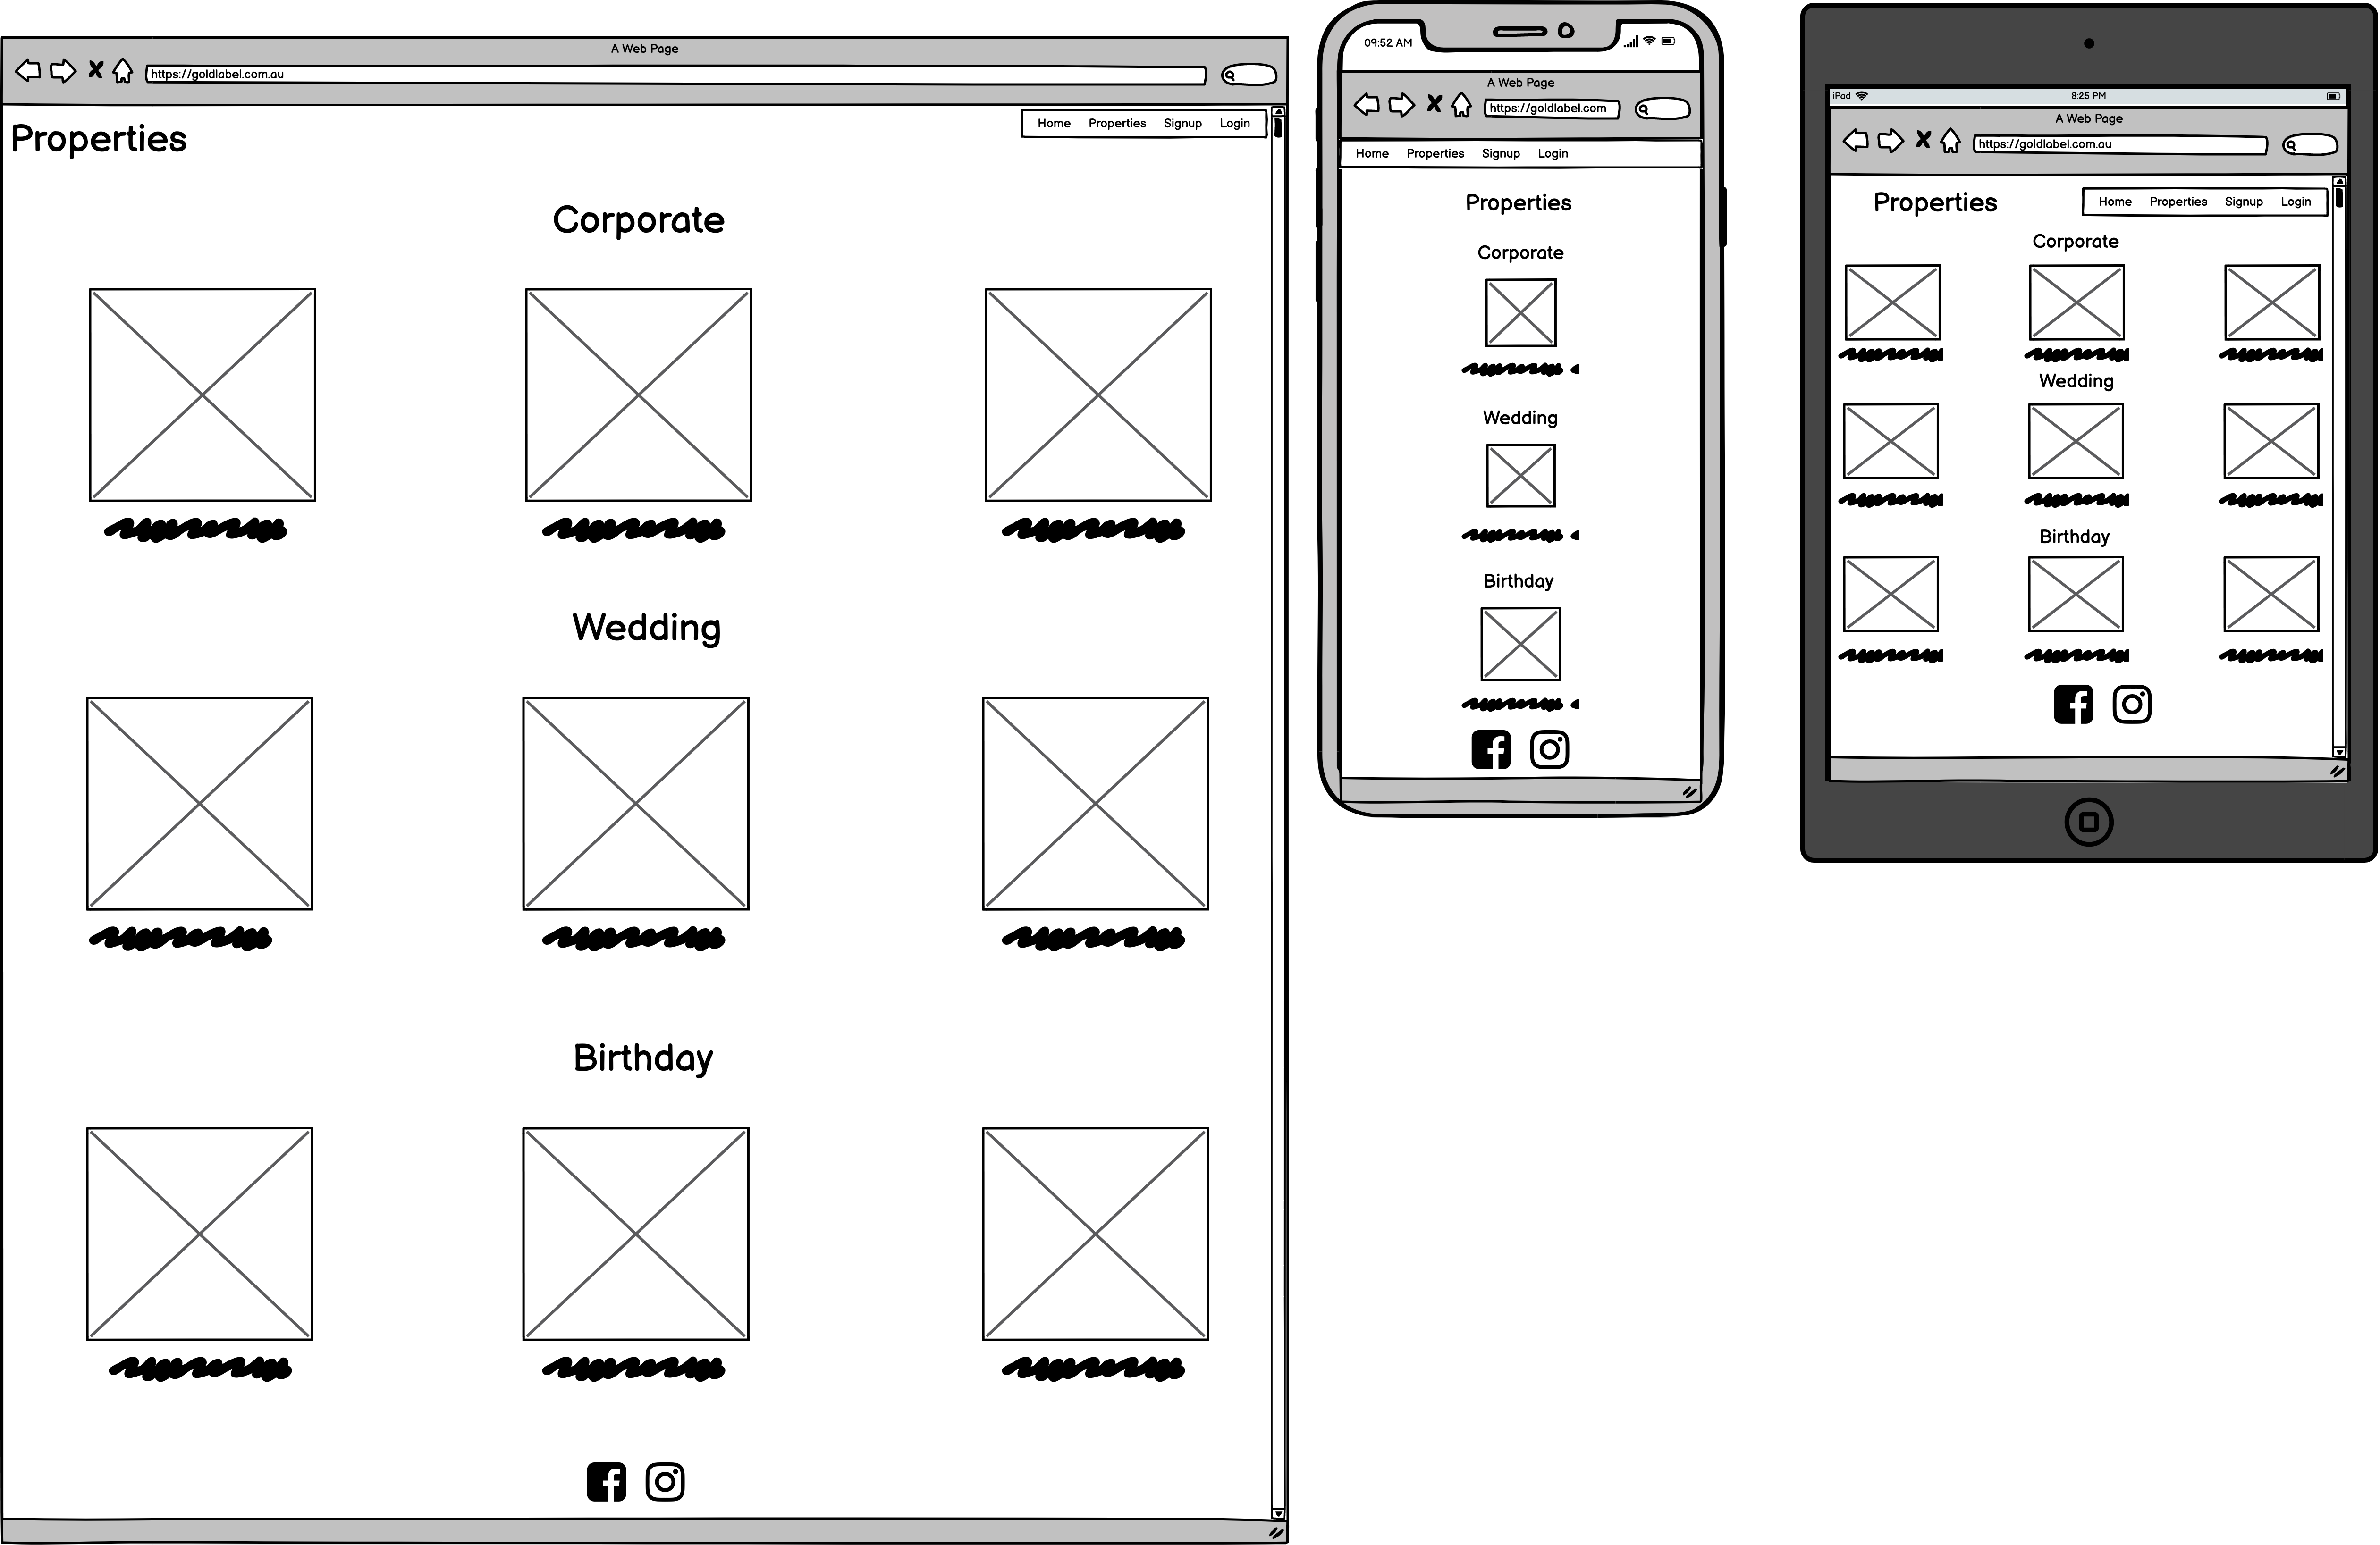 A Web Page
https://goldlabel.com.au
Home Properties Signup Login
Properties
Corporate
Wedding
Birthday
09:52 AM
A Web Page
https://goldlabel.com
Home Properties Signup Login
Properties
Corporate
Wedding
Birthday
iPad 8:25 PM
A Web Page
https://goldlabel.com.au
Properties
Home Properties Signup Login
Corporate
Wedding
Birthday